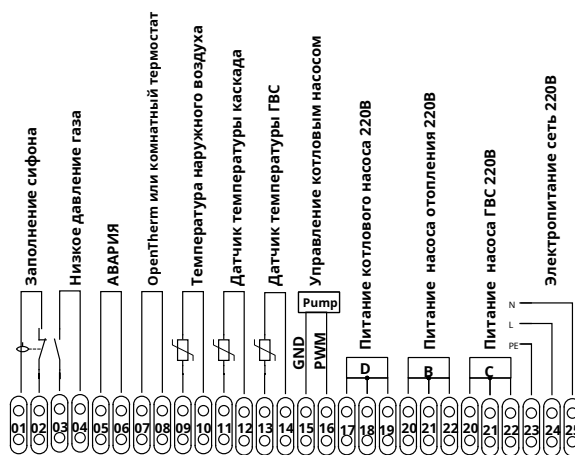 Заполнение сифона
Низкое давление газа
АВАРИЯ
OpenTherm или комнатный термостат
Температура наружного воздуха
Датчик температуры каскада
Датчик температуры ГВС
Управление котловым насосом
Питание котлового насоса 220В
Питание насоса отопления 220В
Питание насоса ГВС 220В
Электропитание сеть 220В
Pump
GND
PWM
D
B
C
N
L
PE
01 02 03 04 05 06 07 08 09 10 11 12 13 14 15 16 17 18 19 20 21 22 20 21 22 23 24 25